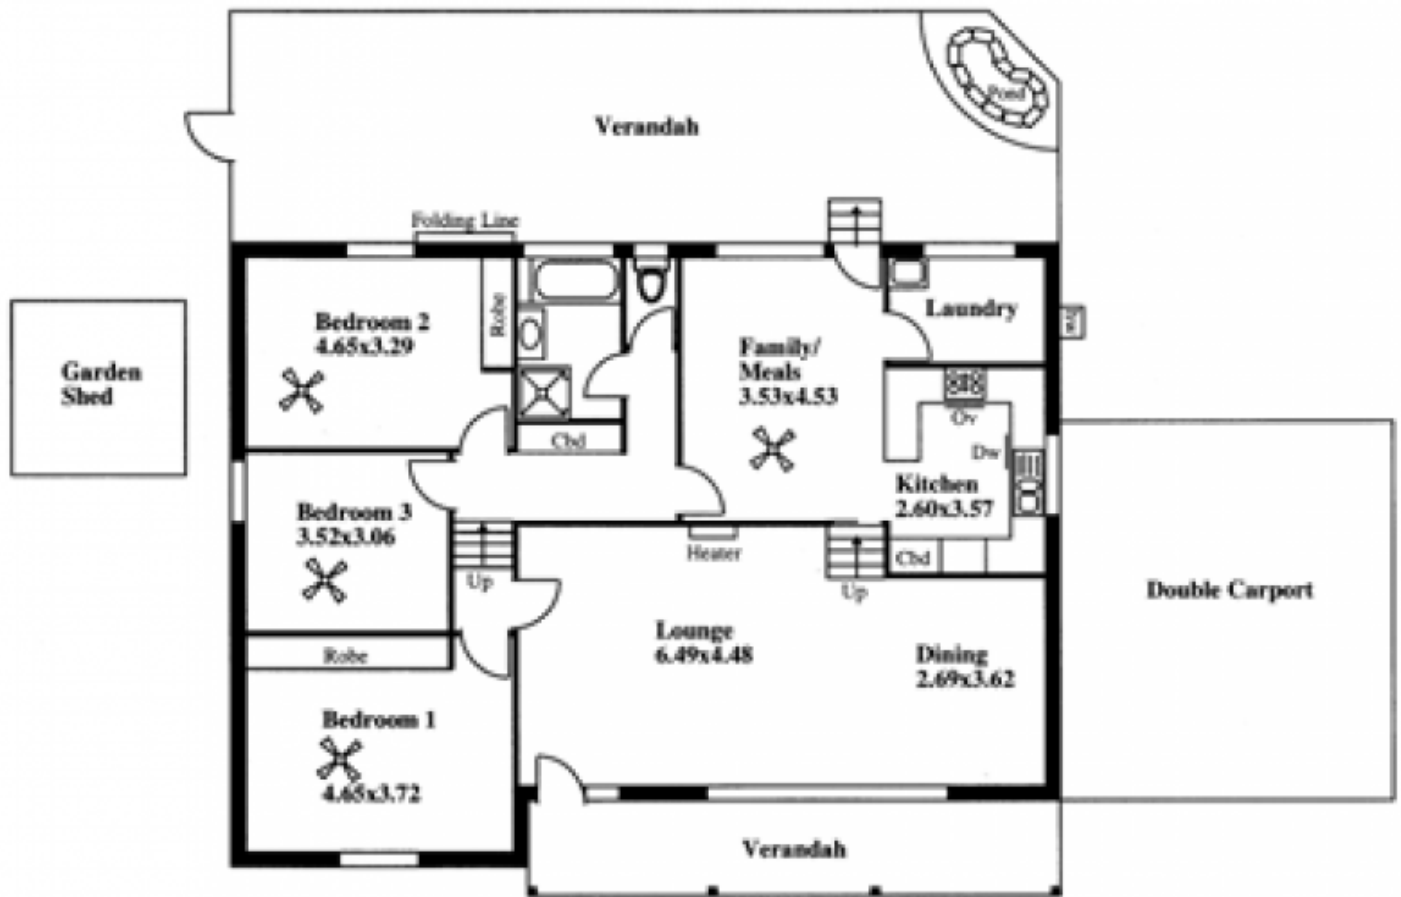 Pond
Verandah
Folding Line
Bedroom 2
4.65x3.29
Robe
Laundry
Garden
Shed
Family/
Meals
3.53x4.53
Ov
Cbd
Dw
Kitchen
2.60x3.57
Bedroom 3
3.52x3.06
Heater
Cbd
Up
Up
Double Carport
Lounge
6.49x4.48
Dining
2.69x3.62
Robe
Bedroom 1
4.65x3.72
Verandah